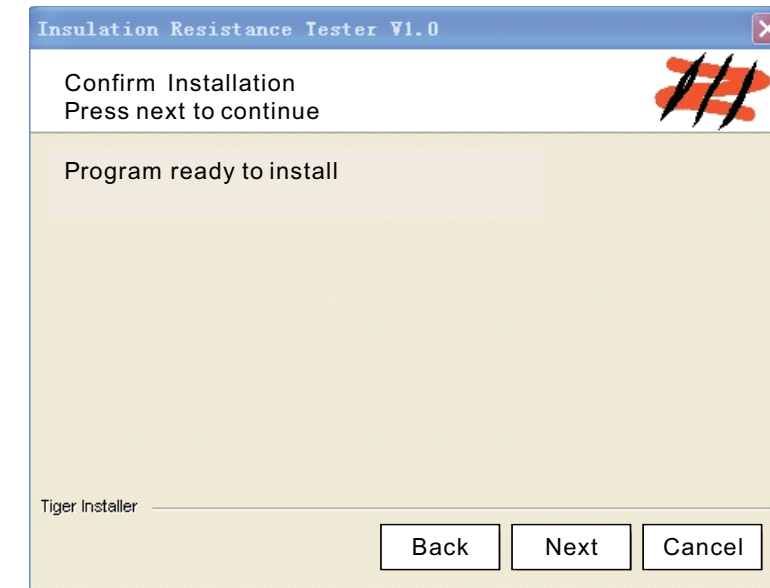 Insulation Resistance Tester V1.0
Confirm Installation
Press next to continue
Program ready to install
Tiger Installer
Back
Next
Cancel